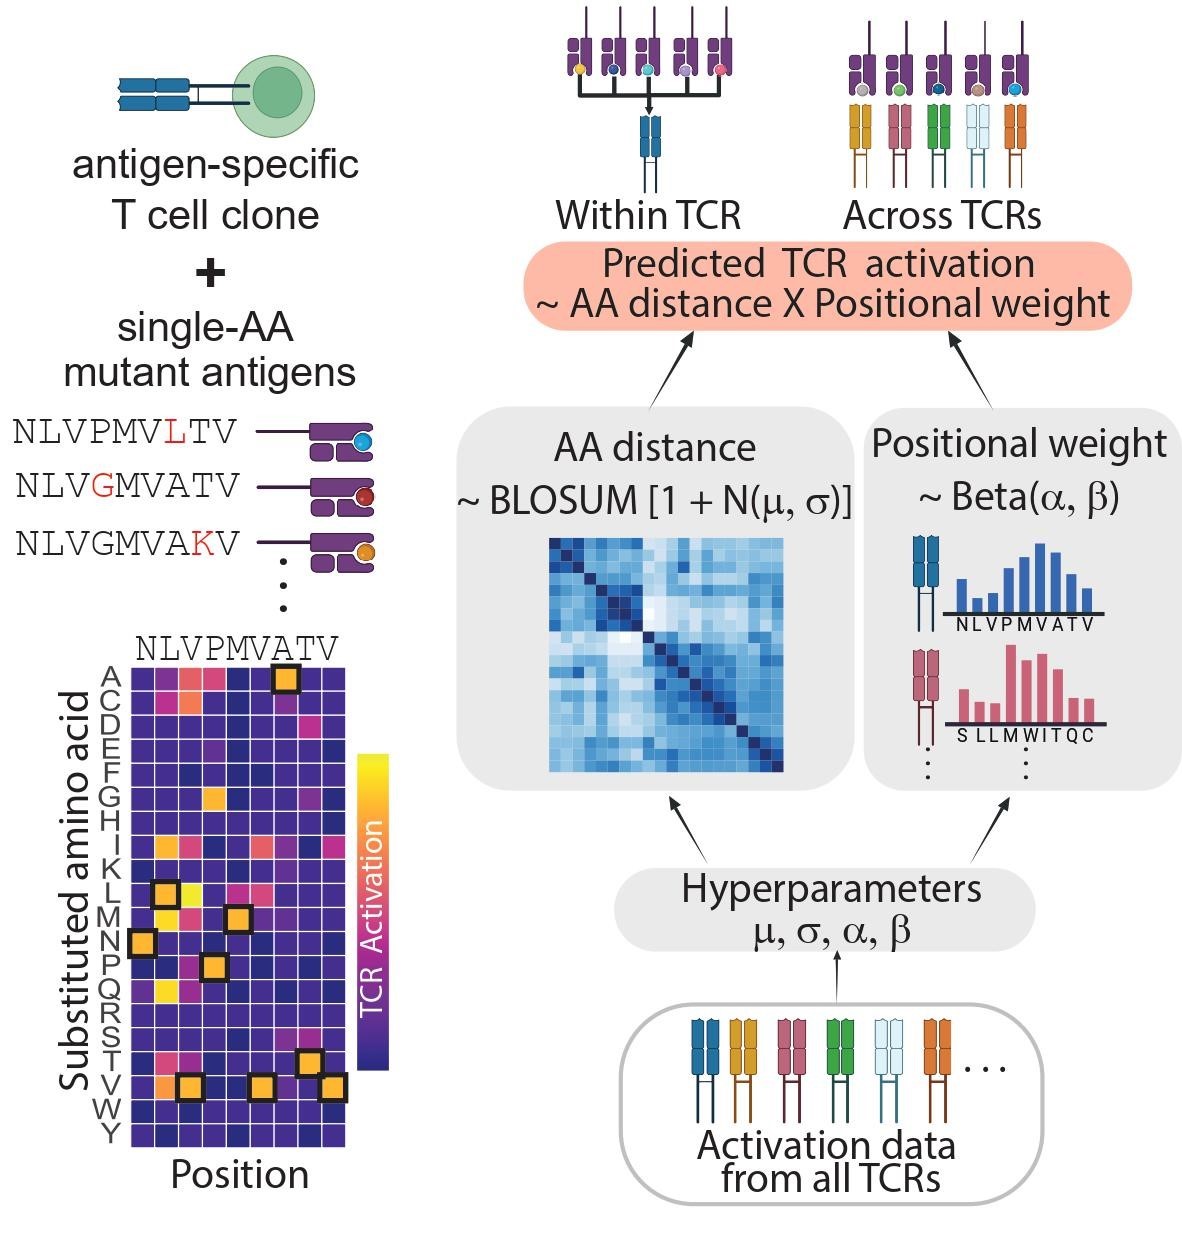 antigen-specific
T cell clone
+
single-AA
mutant antigens
NLVPMVLTV
NLVGMVATV
NLVGMVAKV
NLVPMVATV
A
C
D
E
F
G
H
I
K
L
M
N
P
Q
R
S
T
V
W
Y
Substituted amino acid
TCR Activation
Position
Within TCR
Across TCRs
Predicted TCR activation
~ AA distance X Positional weight
AA distance
~ BLOSUM [1 + N(μ, σ)]
Positional weight
~ Beta(α, β)
NLVPMVATV
SLLMWITQC
Hyperparameters
μ, σ, α, β
...
Activation data
from all TCRs